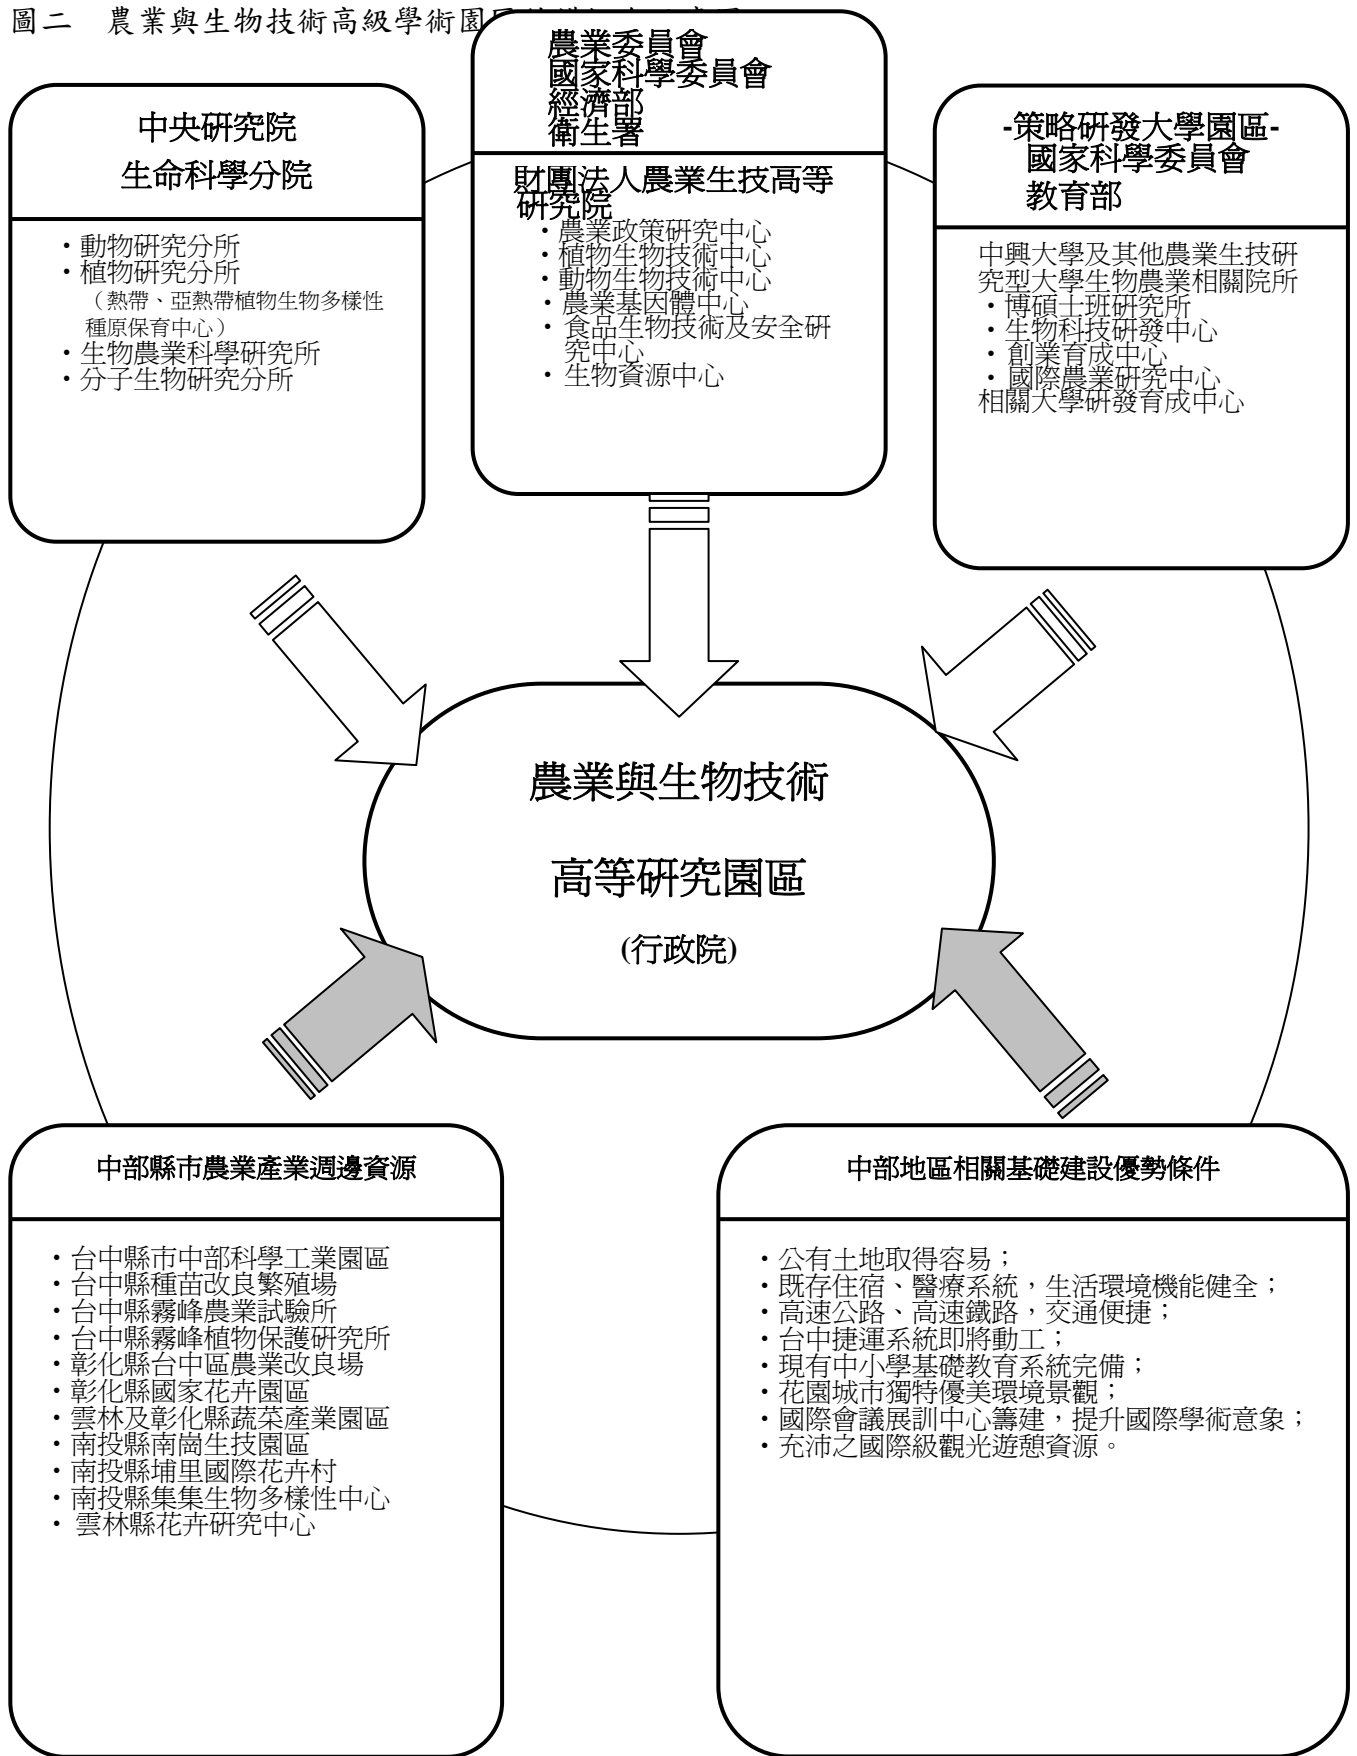 圖二　農業與生物技術高級學術園
農業委員會
國家科學委員會
經濟部
衛生署
財團法人農業生技高等
研究院
・農業政策研究中心
・植物生物技術中心
・動物生物技術中心
・農業基因體中心
・食品生物技術及安全研
究中心
・生物資源中心
中央研究院
生命科學分院
・動物研究分所
・植物研究分所
（熱帶、亞熱帶植物生物多樣性
種原保育中心）
・生物農業科學研究所
・分子生物研究分所
-策略研發大學園區-
國家科學委員會
教育部
中興大學及其他農業生技研
究型大學生物農業相關院所
・博碩士班研究所
・生物科技研發中心
・創業育成中心
・國際農業研究中心
相關大學研發育成中心
農業與生物技術
高等研究園區
(行政院)
中部縣市農業產業週邊資源
・台中縣市中部科學工業園區
・台中縣種苗改良繁殖場
・台中縣霧峰農業試驗所
・台中縣霧峰植物保護研究所
・彰化縣台中區農業改良場
・彰化縣國家花卉園區
・雲林及彰化縣蔬菜產業園區
・南投縣南崗生技園區
・南投縣埔里國際花卉村
・南投縣集集生物多樣性中心
・雲林縣花卉研究中心
中部地區相關基礎建設優勢條件
・公有土地取得容易；
・既存住宿、醫療系統，生活環境機能健全；
・高速公路、高速鐵路，交通便捷；
・台中捷運系統即將動工；
・現有中小學基礎教育系統完備；
・花園城市獨特優美環境景觀；
・國際會議展訓中心籌建，提升國際學術意象；
・充沛之國際級觀光遊憩資源。